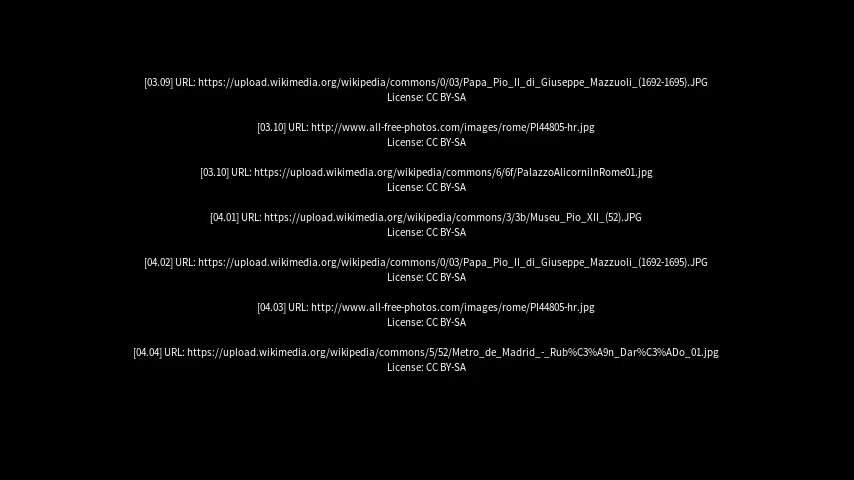 [03.09] URL: https://upload.wikimedia.org/wikipedia/commons/0/03/Papa_Pio_II_di_Giuseppe_Mazzuoli_(1692-1695).JPG
License: CC BY-SA
[03.10] URL: http://www.all-free-photos.com/images/rome/PI44805-hr.jpg
License: CC BY-SA
[03.10] URL: https://upload.wikimedia.org/wikipedia/commons/6/6f/PalazzoAlicorniInRome01.jpg
License: CC BY-SA
[04.01] URL: https://upload.wikimedia.org/wikipedia/commons/3/3b/Museu_Pio_XII_(52).JPG
License: CC BY-SA
[04.02] URL: https://upload.wikimedia.org/wikipedia/commons/0/03/Papa_Pio_II_di_Giuseppe_Mazzuoli_(1692-1695).JPG
License: CC BY-SA
[04.03] URL: http://www.all-free-photos.com/images/rome/PI44805-hr.jpg
License: CC BY-SA
[04.04] URL: https://upload.wikimedia.org/wikipedia/commons/5/52/Metro_de_Madrid_-_Rub%C3%A9n_Dar%C3%ADo_01.jpg
License: CC BY-SA